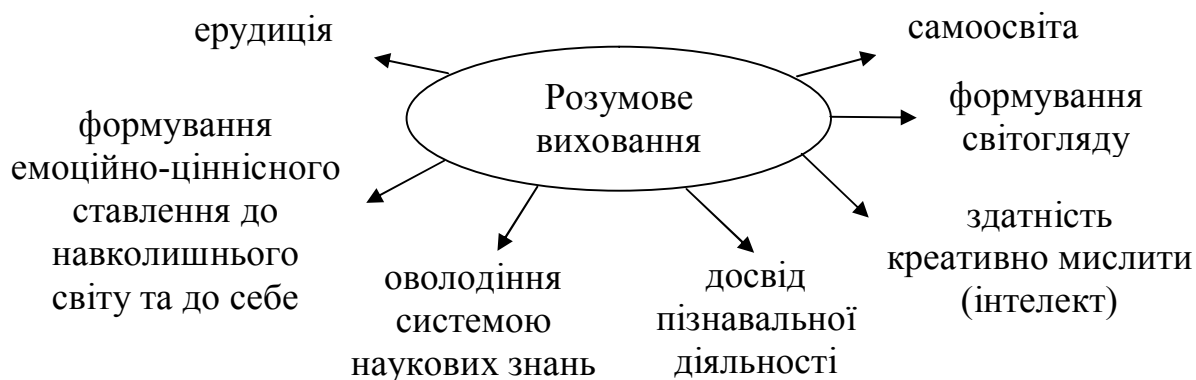 ерудиція
самоосвіта
Розумове
виховання
формування
світогляду
формування
емоційно-ціннісного
ставлення до
навколишнього
світу та до себе
оволодіння
системою
наукових знань
досвід
пізнавальної
діяльності
здатність
креативно мислити
(інтелект)